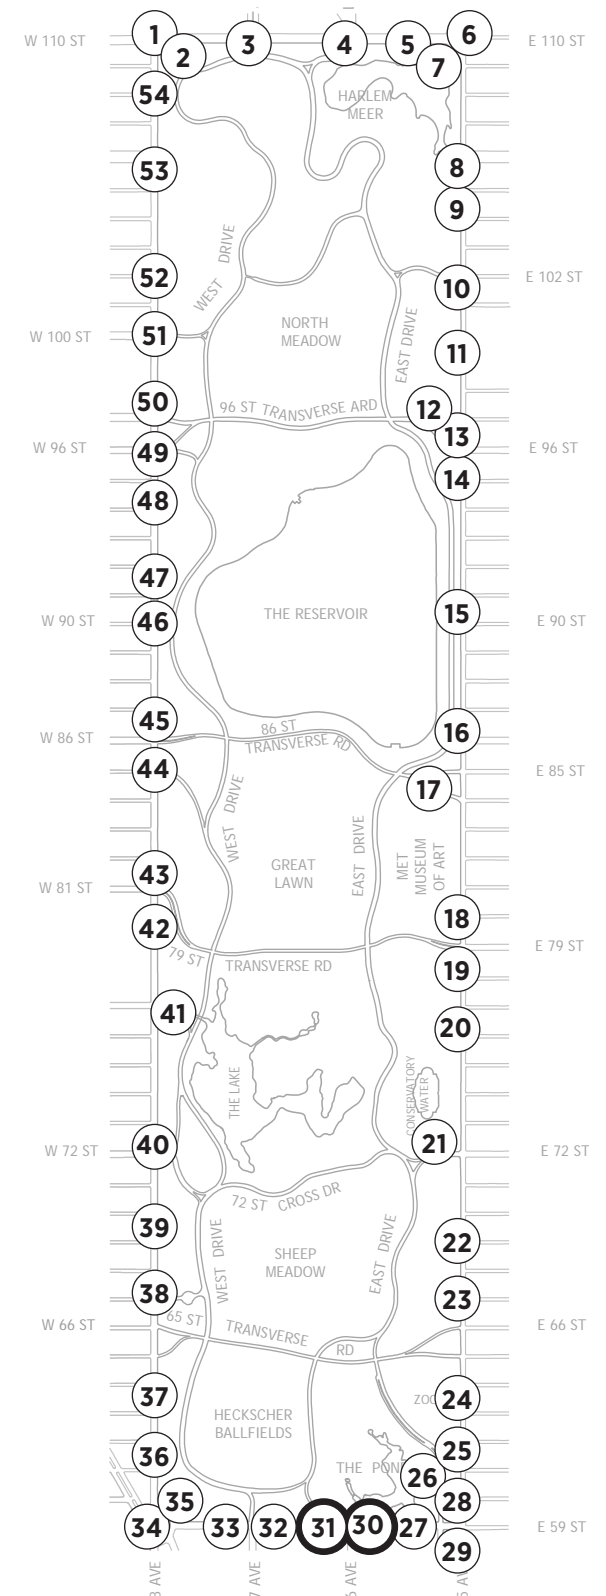 1
2
3
4
5
6
7
W 110 ST
E 110 ST
54
HARLEM
MEER
53
8
9
WEST DRIVE
52
E 102 ST
10
W 100 ST
51
NORTH
MEADOW
EAST DRIVE
11
50
96 ST TRANSVERSE ARD
12
13
W 96 ST
49
E 96 ST
14
48
47
W 90 ST
46
THE RESERVOIR
15
E 90 ST
45
86 ST
TRANSVERSE RD
16
W 86 ST
44
E 85 ST
17
WEST DRIVE
EAST DRIVE
GREAT
LAWN
MET
MUSEUM
OF ART
W 81 ST
43
42
18
79 ST
TRANSVERSE RD
E 79 ST
19
41
20
THE LAKE
CONSERVATORY
WATER
W 72 ST
40
21
E 72 ST
72 ST CROSS DR
39
WEST DRIVE
SHEEP
MEADOW
EAST DRIVE
22
38
23
W 66 ST
65 ST
TRANSVERSE
RD
E 66 ST
37
HECKSCHER
BALLFIELDS
24
36
THE
25
26
35
34
33
32
31
30
27
28
E 59 ST
29
AVE
7 AVE
AVE
AVE